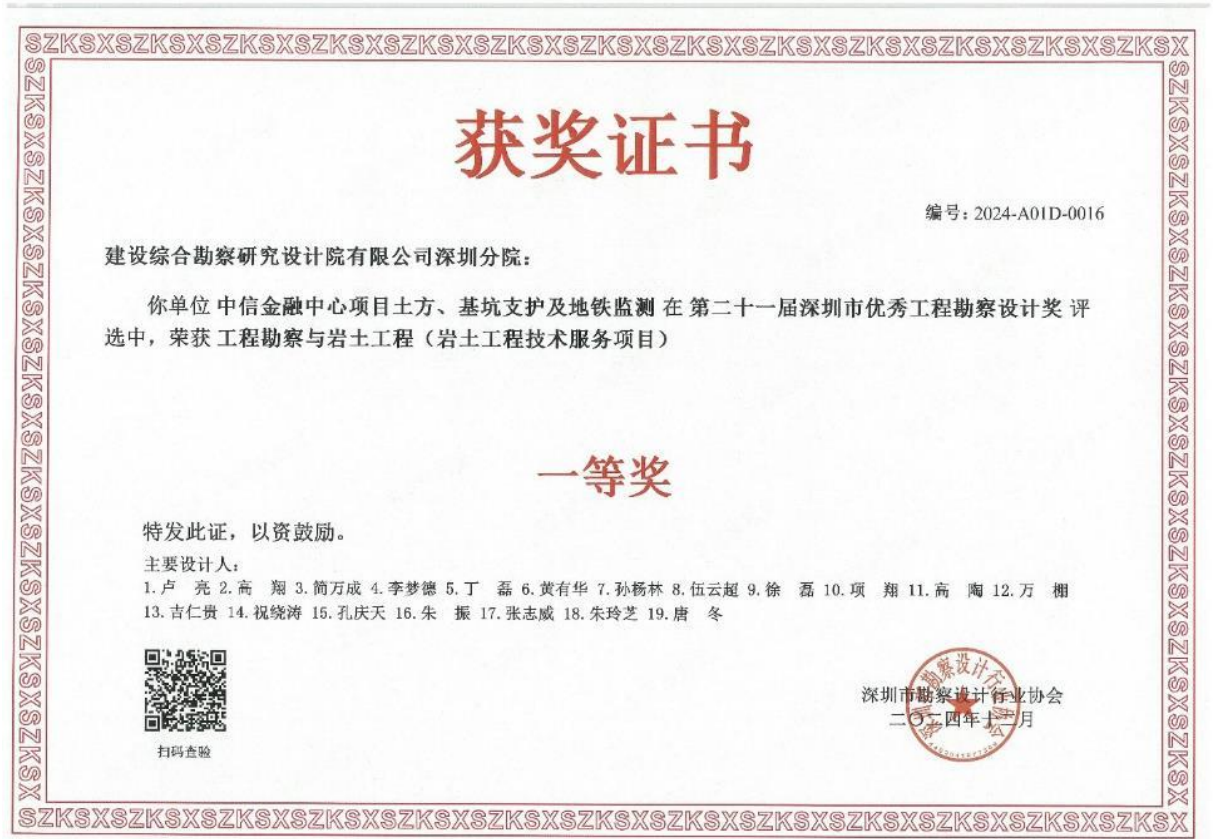 获奖证书
编号: 2024-A01D-0016
建设综合勘察研究设计院有限公司深圳分院:
你单位 中信金融中心项目土方、基坑支护及地铁监测 在 第二十一届深圳市优秀工程勘察设计奖 评
选中，荣获 工程勘察与岩土工程（岩土工程技术服务项目）
一等奖
特发此证，以资鼓励。
主要设计人:
1.卢 亮 2.高 翔 3.简万成 4.李梦德 5.丁 磊 6.黄有华 7.孙杨林 8.伍云超 9.徐 磊 10.项 翔 11.高 陶 12.万 棚
13.吉仁贵 14.祝绕涛 15.孔庆天 16.朱 振 17.张志威 18.朱玲芝 19.唐 冬
扫码查验
深圳市勘察设计行业协会
二〇二四年十二月